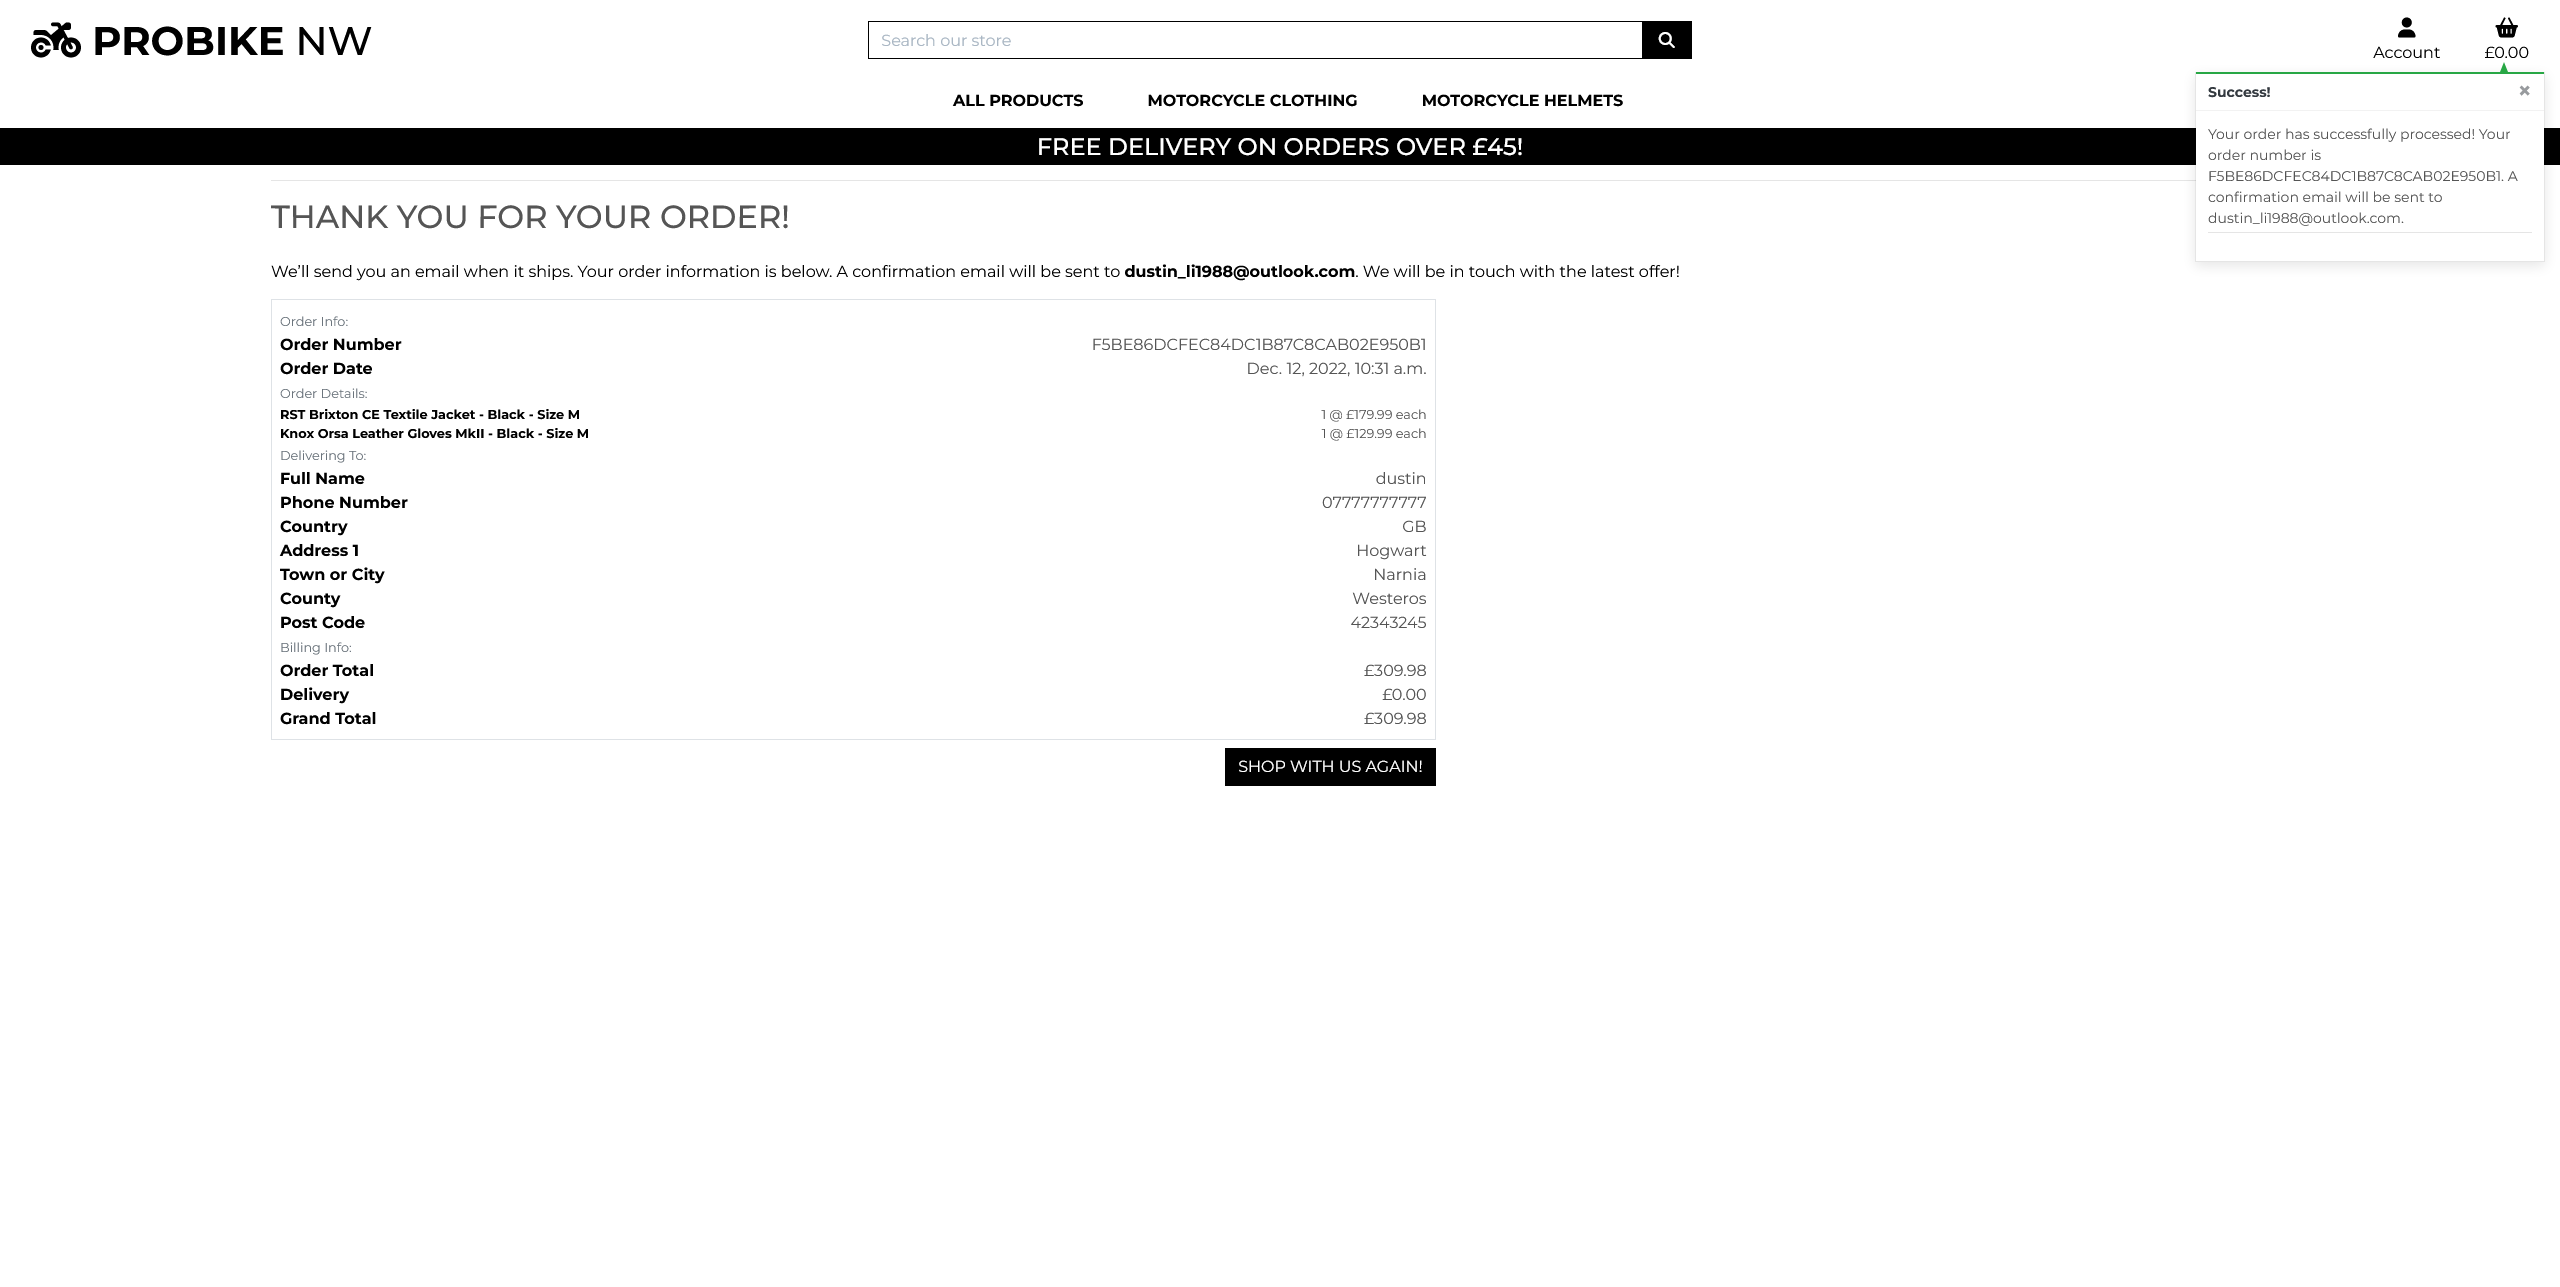 PROBIKE NW
Search our store
Account
£0.00
ALL PRODUCTS
MOTORCYCLE CLOTHING
MOTORCYCLE HELMETS
FREE DELIVERY ON ORDERS OVER £45!
Success!
Your order has successfully processed! Your
order number is
F5BE86DCFEC84DC1B87C8CAB02E950B1. A
confirmation email will be sent to
dustin_li1988@outlook.com.
THANK YOU FOR YOUR ORDER!
We’ll send you an email when it ships. Your order information is below. A confirmation email will be sent to dustin_li1988@outlook.com. We will be in touch with the latest offer!
Order Info:
Order Number F5BE86DCFEC84DC1B87C8CAB02E950B1
Order Date Dec. 12, 2022, 10:31 a.m.
Order Details:
RST Brixton CE Textile Jacket - Black - Size M 1 @ £179.99 each
Knox Orsa Leather Gloves MkII - Black - Size M 1 @ £129.99 each
Delivering To:
Full Name dustin
Phone Number 07777777777
Country GB
Address 1 Hogwart
Town or City Narnia
County Westeros
Post Code 42343245
Billing Info:
Order Total £309.98
Delivery £0.00
Grand Total £309.98
SHOP WITH US AGAIN!